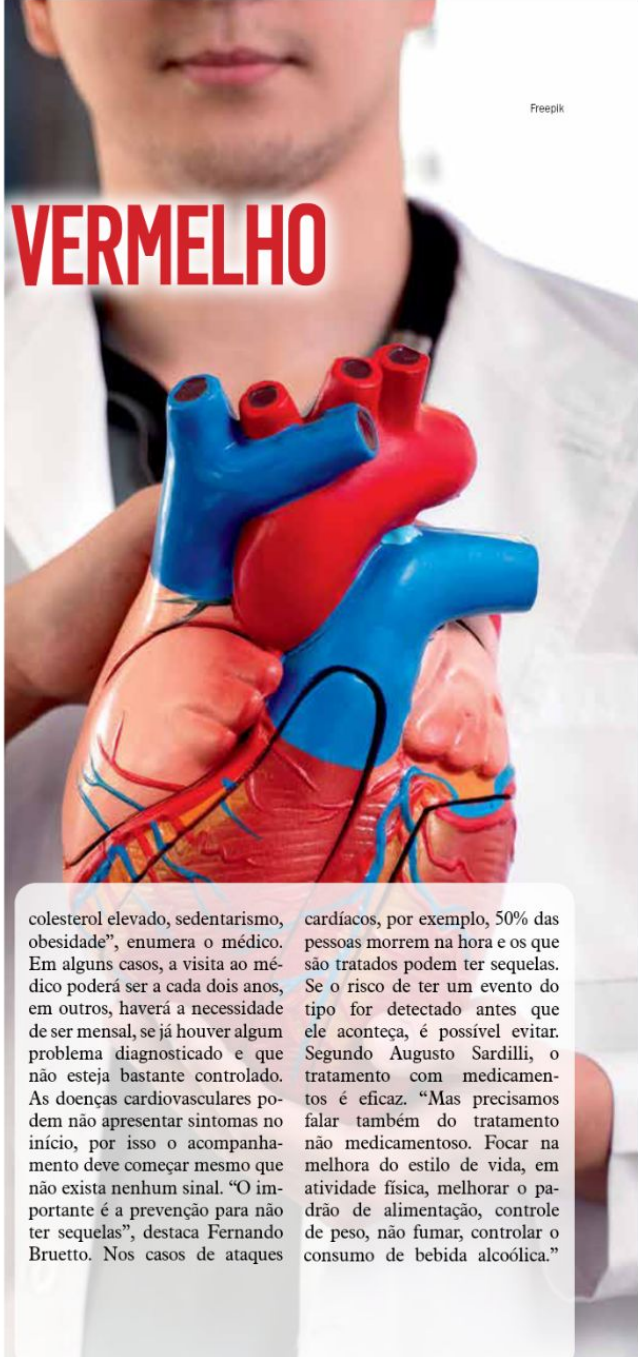 Freepik
VERMELHO
colesterol elevado, sedentarismo,
obesidade”, enumera o médico.
Em alguns casos, a visita ao mé-
dico poderá ser a cada dois anos,
em outros, haverá a necessidade
de ser mensal, se já houver algum
problema diagnosticado e que
não esteja bastante controlado.
As doenças cardiovasculares po-
dem não apresentar sintomas no
início, por isso o acompanha-
mento deve começar mesmo que
não exista nenhum sinal. “O im-
portante é a prevenção para não
ter sequelas”, destaca Fernando
Bruetto. Nos casos de ataques
cardíacos, por exemplo, 50% das
pessoas morrem na hora e os que
são tratados podem ter sequelas.
Se o risco de ter um evento do
tipo for detectado antes que
ele aconteça, é possível evitar.
Segundo Augusto Sardilli, o
tratamento com medicamen-
tos é eficaz. “Mas precisamos
falar também do tratamento
não medicamentoso. Focar na
melhora do estilo de vida, em
atividade física, melhorar o pa-
drão de alimentação, controle
de peso, não fumar, controlar o
consumo de bebida alcoólica.”